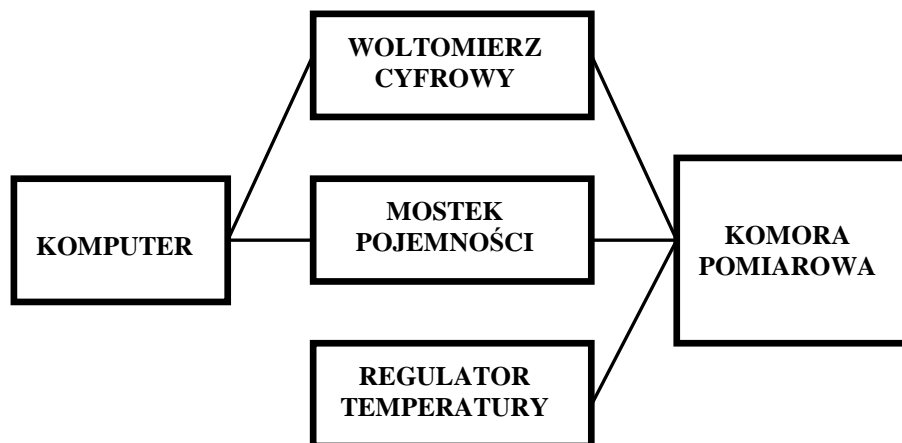 WOLTOMIERZ
CYFROWY
KOMPUTER
MOSTEK
POJEMNOŚCI
KOMORA
POMIAROWA
REGULATOR
TEMPERATURY